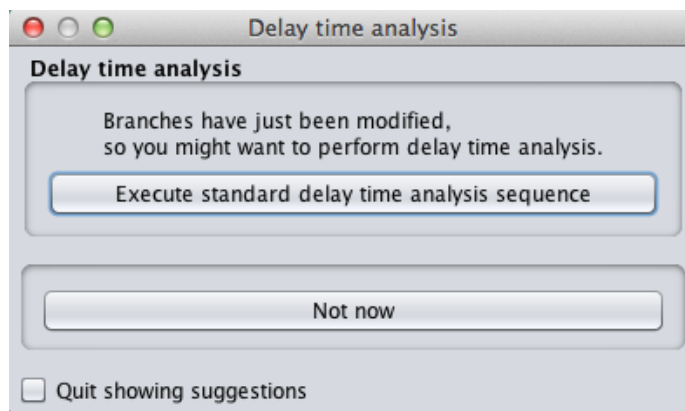 Delay time analysis
Delay time analysis
Branches have just been modified,
so you might want to perform delay time analysis.
Execute standard delay time analysis sequence
Not now
Quit showing suggestions